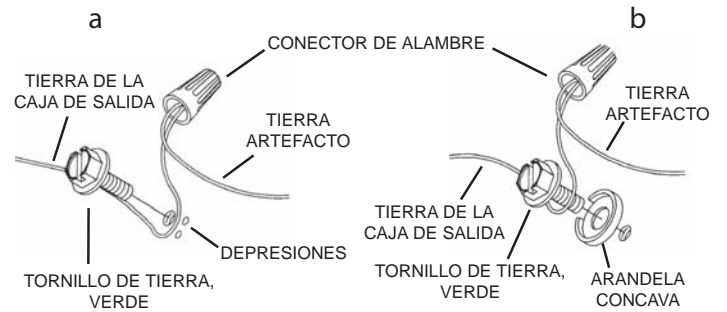 a
CONECTOR DE ALAMBRE
TIERRA DE LA
CAJA DE SALIDA
TIERRA
ARTEFACTO
DEPRESIONES
TORNILLO DE TIERRA,
VERDE
b
TIERRA
ARTEFACTO
TIERRA DE LA
CAJA DE SALIDA
TORNILLO DE TIERRA,
VERDE
ARANDELA
CONCAVA